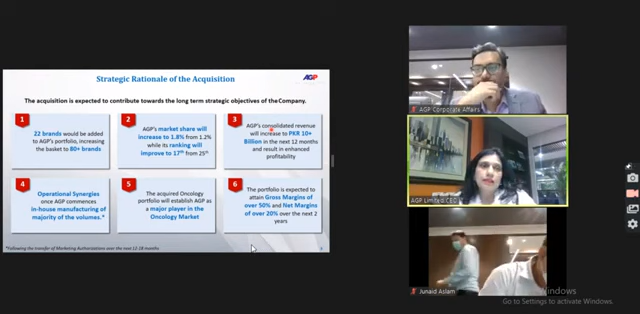 Strategic Rationale of the Acquisition
AGP
The acquisition is expected to contribute towards the long term strategic objectives of the Company.
1
22 brands would be added
to AGP's portfolio, increasing
the basket to 80+ brands
2
AGP's market share will
increase to 1.8% from 1.2%
while its ranking will
improve to 17th from 25th
3
AGP's consolidated revenue
will increase to PKR 10+
Billion in the next 12 months
and result in enhanced
profitability
4
Operational Synergies
once AGP commences
in-house manufacturing of
majority of the volumes.*
5
The acquired Oncology
portfolio will establish AGP as
a major player in the
Oncology Market
6
The portfolio is expected to
attain Gross Margins of
over 50% and Net Margins
of over 20% over the next 2
years
*Following the transfer of Marketing Authorizations over the next 12-18 months.
AGP Corporate Affairs
AGP Limited CEO
Junaid Aslam
Windows
Go to Settings to activate Windows.